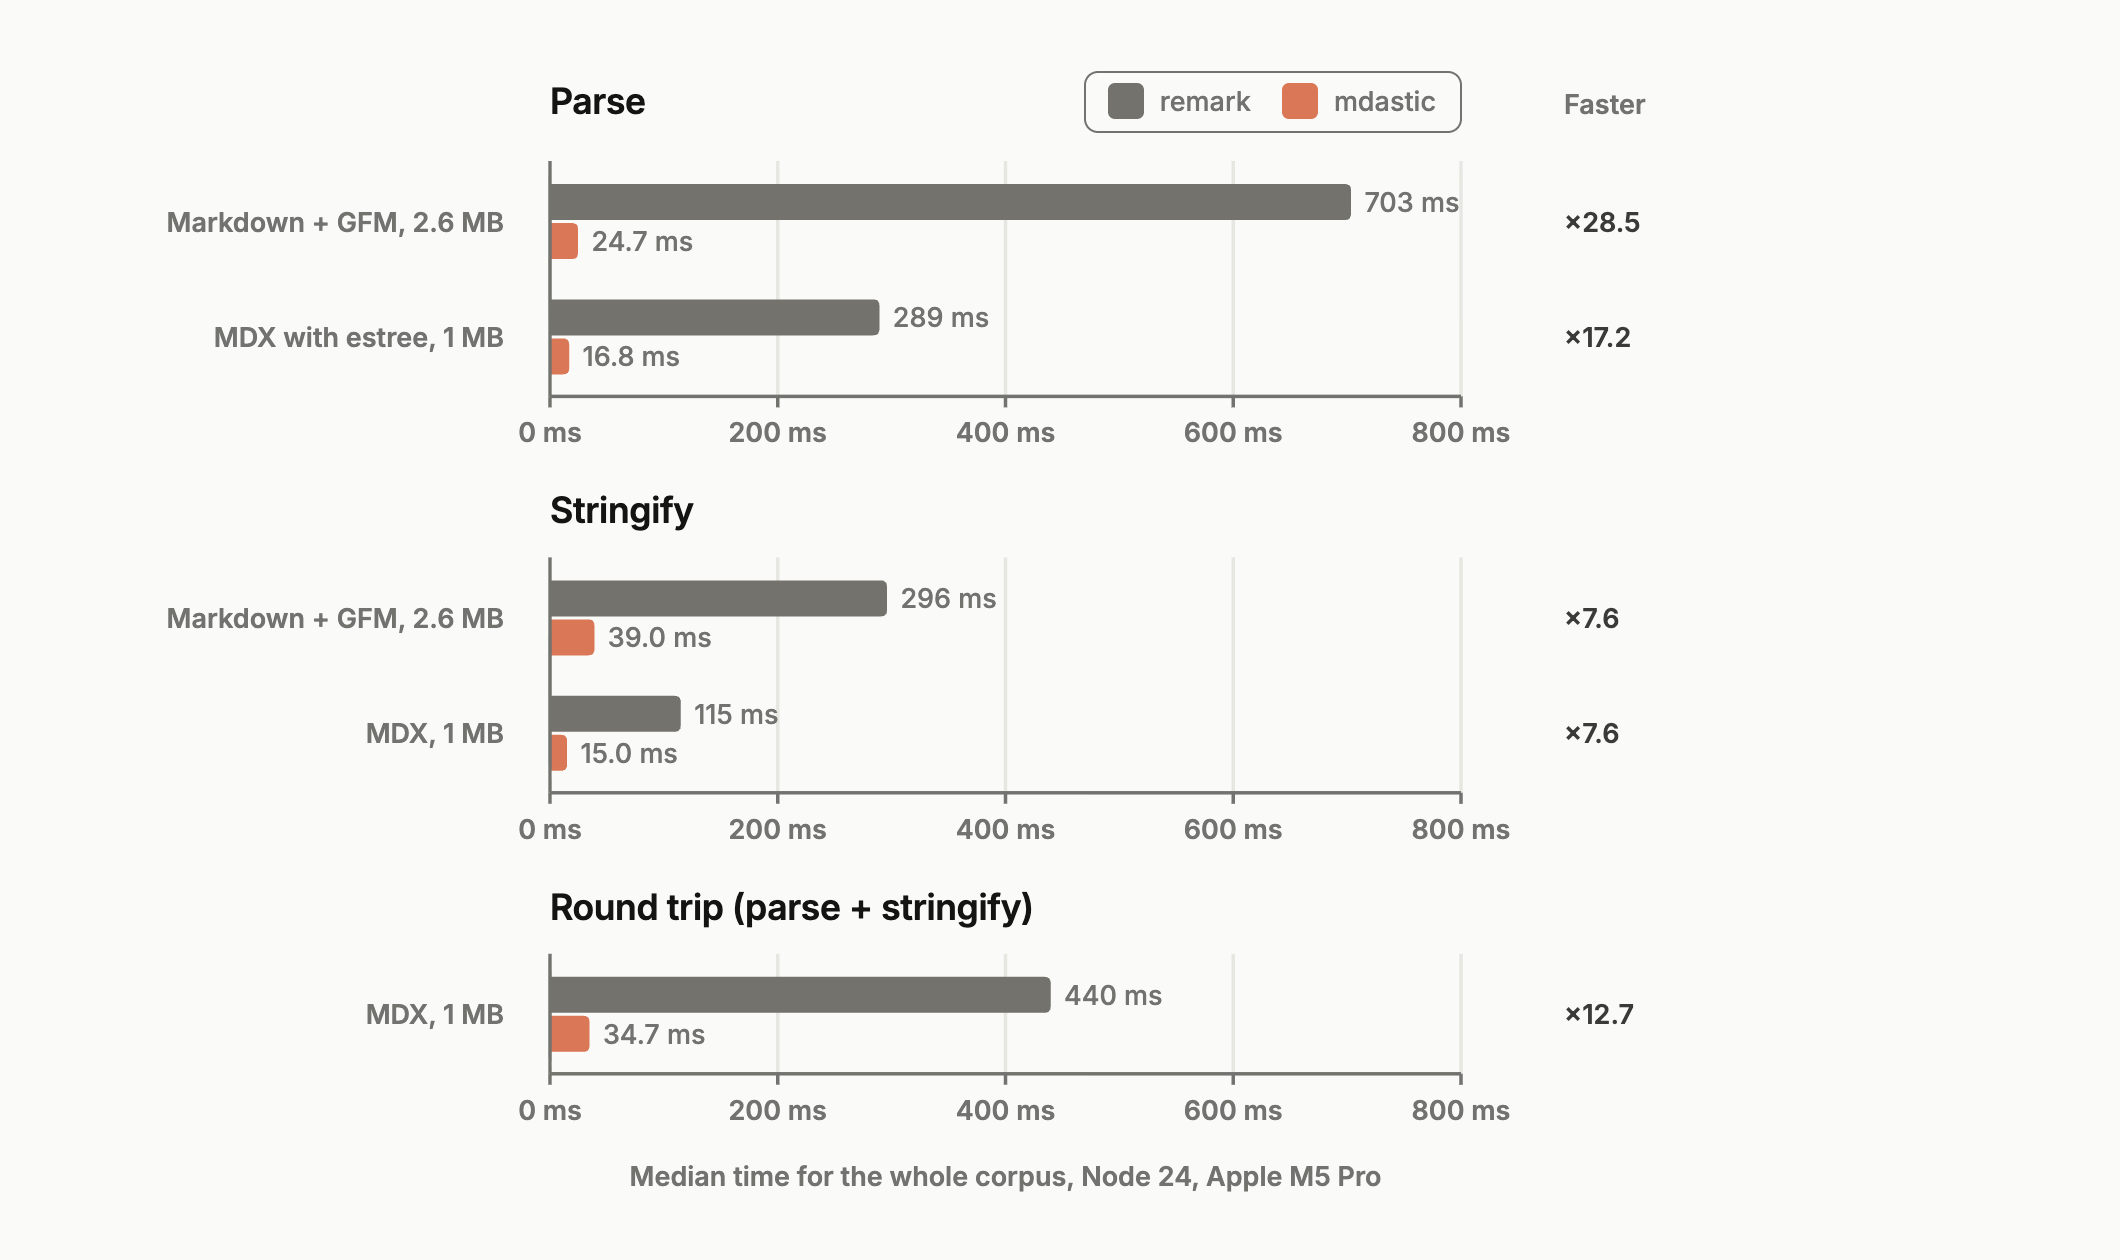 Parse
remark mdastic
Faster
Markdown + GFM, 2.6 MB
703 ms
24.7 ms
×28.5
MDX with estree, 1 MB
289 ms
16.8 ms
×17.2
0 ms 200 ms 400 ms 600 ms 800 ms
Stringify
Markdown + GFM, 2.6 MB
296 ms
39.0 ms
×7.6
MDX, 1 MB
115 ms
15.0 ms
×7.6
0 ms 200 ms 400 ms 600 ms 800 ms
Round trip (parse + stringify)
MDX, 1 MB
440 ms
34.7 ms
×12.7
0 ms 200 ms 400 ms 600 ms 800 ms
Median time for the whole corpus, Node 24, Apple M5 Pro